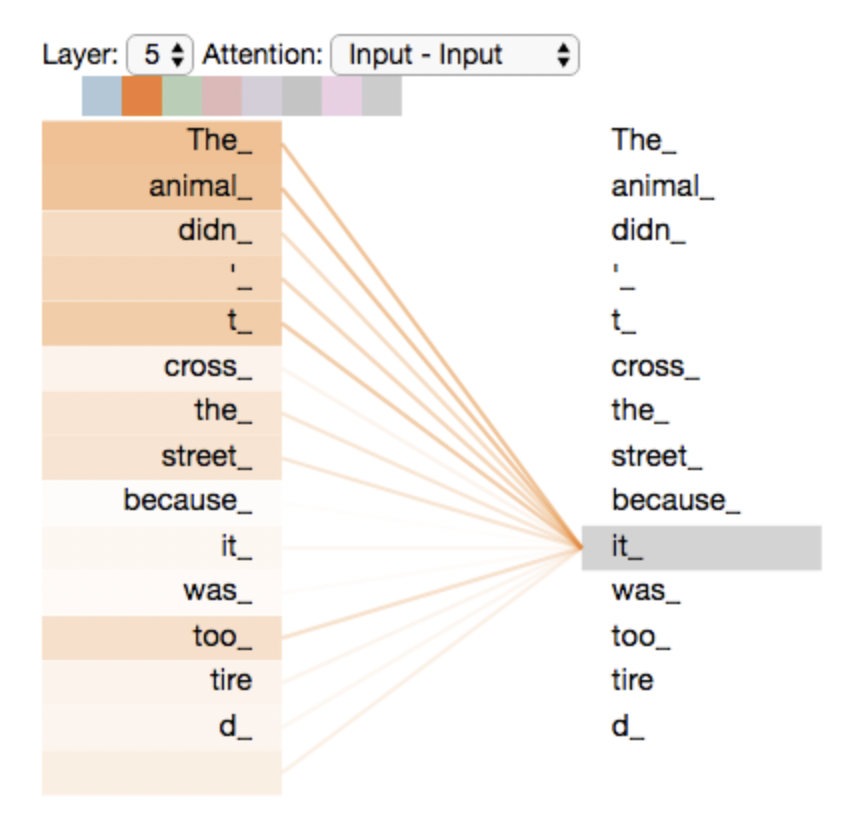 Layer: 5 Attention: Input - Input
The_ The_
animal_ animal_
didn_ didn_
'_ '_
t_ t_
cross_ cross_
the_ the_
street_ street_
because_ because_
it_ it_
was_ was_
too_ too_
tire tire
d_ d_